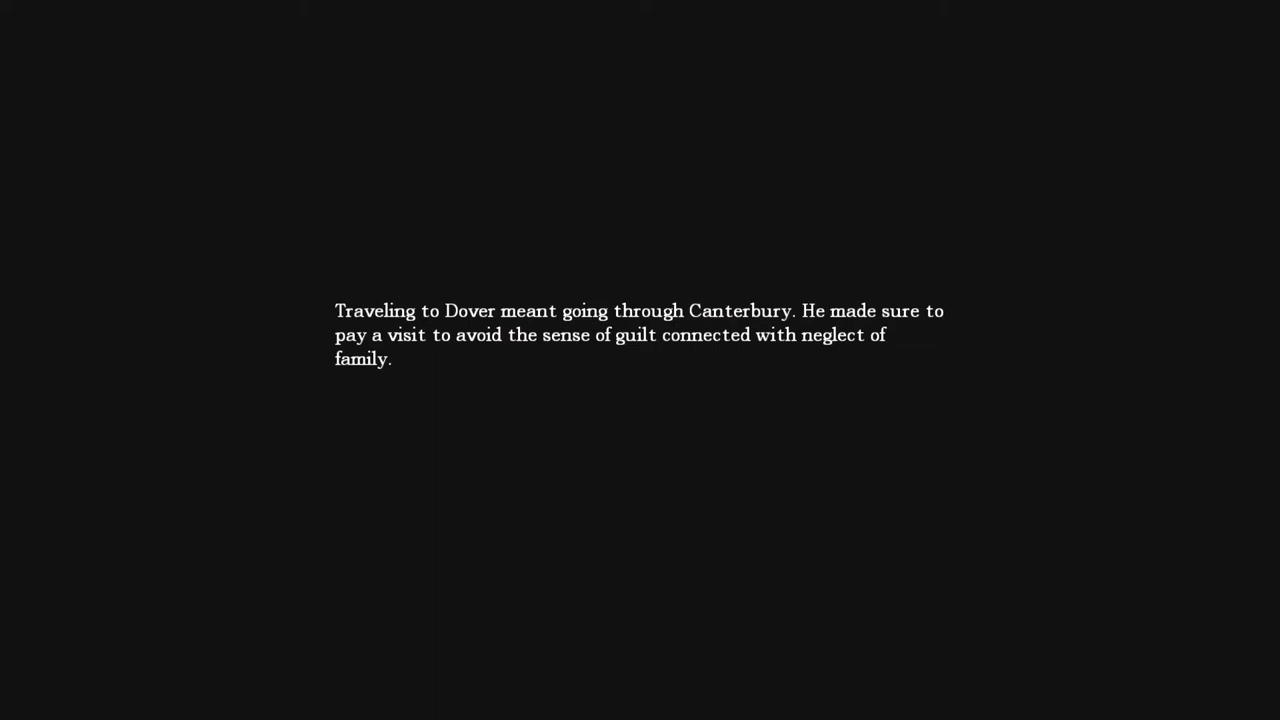 Traveling to Dover meant going through Canterbury. He made sure to
pay a visit to avoid the sense of guilt connected with neglect of
family.